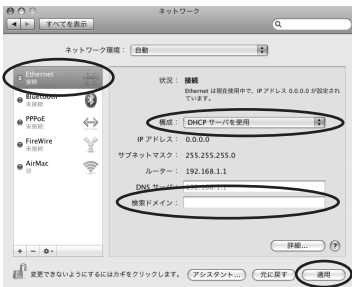 ネットワーク
すべてを表示
ネットワーク環境： 自動
Ethernet
接続
Bluetooth
未接続
PPPoE
未接続
FireWire
未接続
AirMac
切
状況： 接続
Ethernet は現在使用中で、IP アドレス 0.0.0.0 が設定され
ています。
構成： DHCP サーバを使用
IP アドレス： 0.0.0.0
サブネットマスク： 255.255.255.0
ルーター： 192.168.1.1
DNS サーバ： 192.168.1.1
検索ドメイン：
詳細... ?
変更できないようにするにはカギをクリックします。 アシスタント... 元に戻す 適用